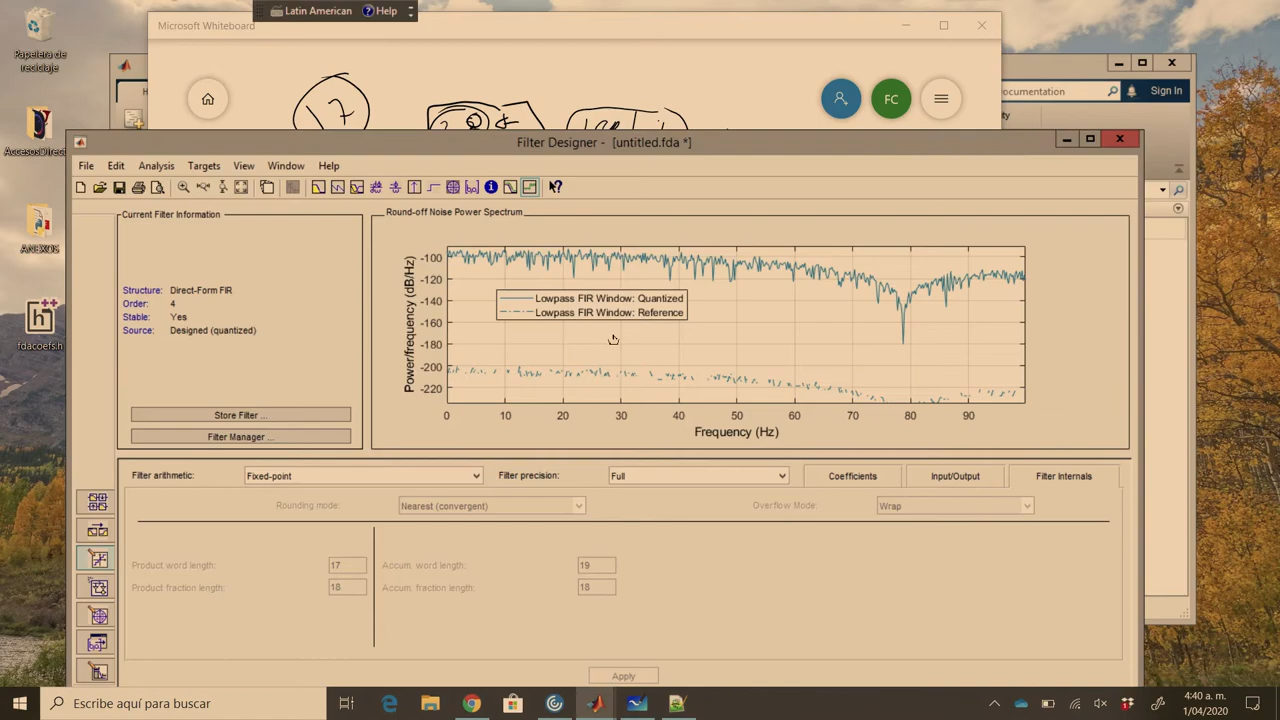 Latin American Help
Papelera de
reciclaje
Microsoft Whiteboard
17
FC
ocumentation
Sign In
AccesosDirect
ANEXOS
fdacoefs.h
Filter Designer - [untitled.fda *]
File Edit Analysis Targets View Window Help
Current Filter Information
Structure: Direct-Form FIR
Order: 4
Stable: Yes
Source: Designed (quantized)
Store Filter ...
Filter Manager ...
Round-off Noise Power Spectrum
Power/frequency (dB/Hz)
-100
-120
-140
-160
-180
-200
-220
Lowpass FIR Window: Quantized
Lowpass FIR Window: Reference
0 10 20 30 40 50 60 70 80 90
Frequency (Hz)
Filter arithmetic: Fixed-point Filter precision: Full Coefficients Input/Output Filter Internals
Rounding mode: Nearest (convergent) Overflow Mode: Wrap
Product word length: 17 Accum. word length: 19
Product fraction length: 18 Accum. fraction length: 18
Apply
Escribe aquí para buscar
4:40 a. m.
1/04/2020